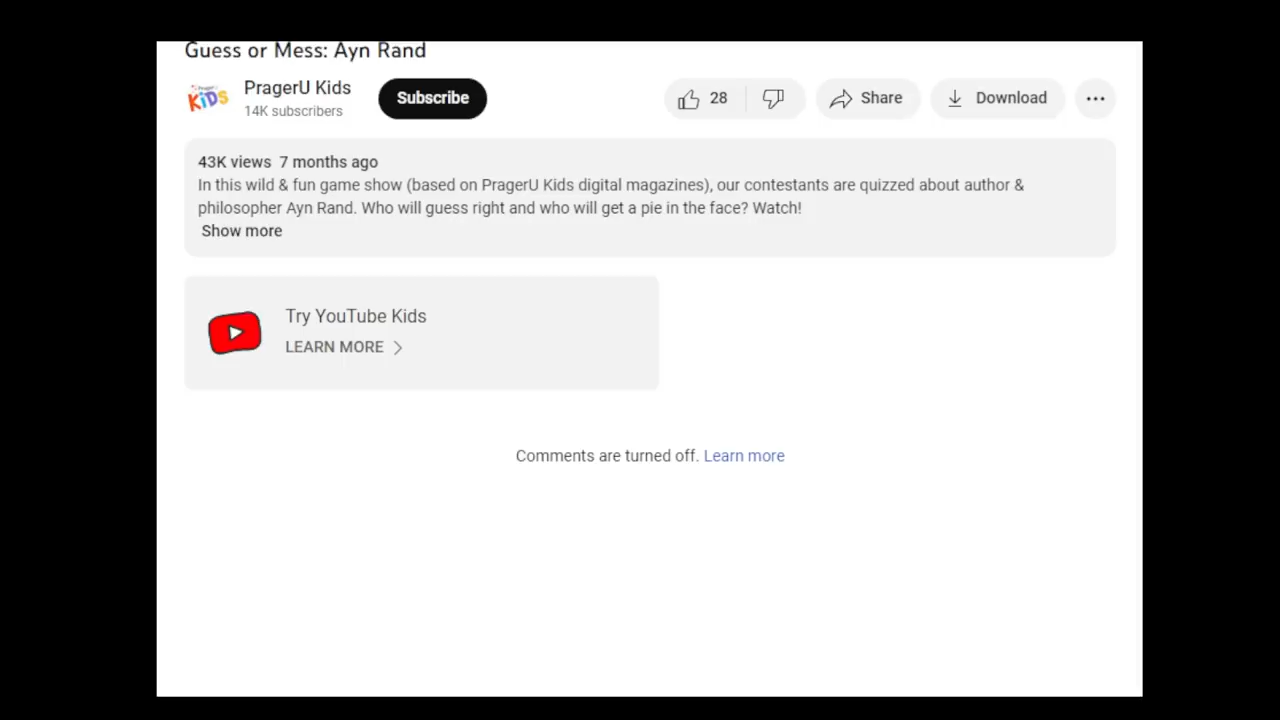 Guess or Mess: Ayn Rand
PragerU
KiDS
PragerU Kids
14K subscribers
Subscribe
28
Share
Download
43K views 7 months ago
In this wild & fun game show (based on PragerU Kids digital magazines), our contestants are quizzed about author &
philosopher Ayn Rand. Who will guess right and who will get a pie in the face? Watch!
Show more
Try YouTube Kids
LEARN MORE
Comments are turned off. Learn more